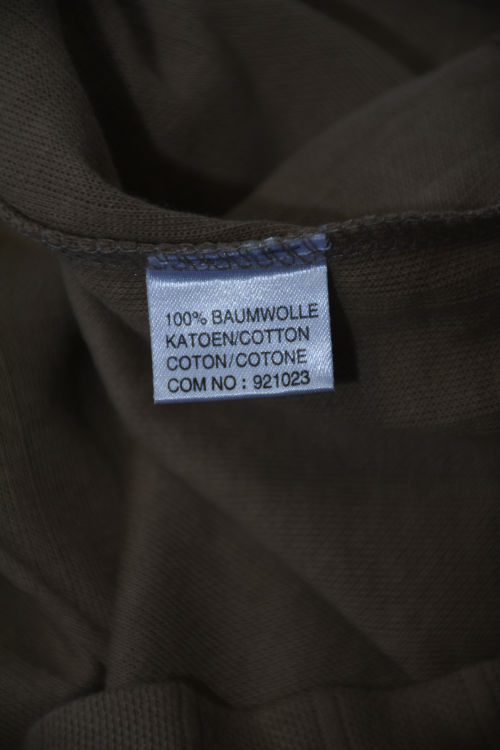 100% BAUMWOLLE
KATOEN/COTTON
COTON/COTONE
COM NO : 921023